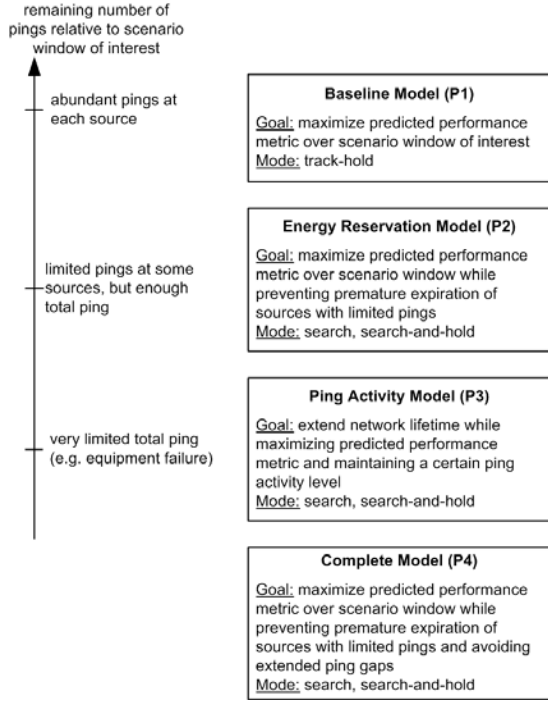 remaining number of
pings relative to scenario
window of interest
abundant pings at
each source
Baseline Model (P1)
Goal: maximize predicted performance
metric over scenario window of interest
Mode: track-hold
limited pings at some
sources, but enough
total ping
Energy Reservation Model (P2)
Goal: maximize predicted performance
metric over scenario window while
preventing premature expiration of
sources with limited pings
Mode: search, search-and-hold
very limited total ping
(e.g. equipment failure)
Ping Activity Model (P3)
Goal: extend network lifetime while
maximizing predicted performance
metric and maintaining a certain ping
activity level
Mode: search, search-and-hold
Complete Model (P4)
Goal: maximize predicted performance
metric over scenario window while
preventing premature expiration of
sources with limited pings and avoiding
extended ping gaps
Mode: search, search-and-hold